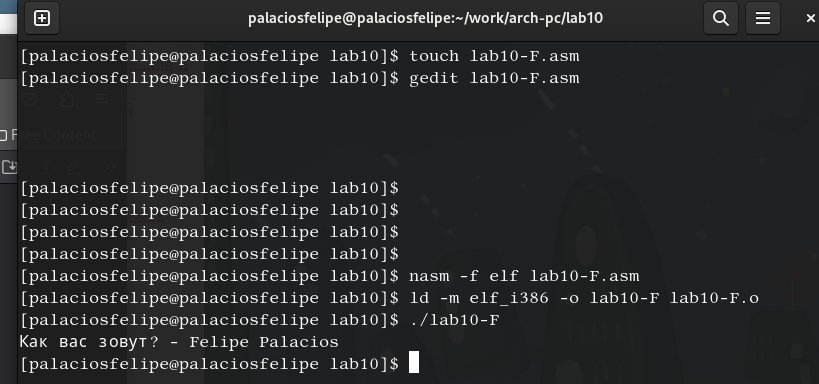 palaciosfelipe@palaciosfelipe:~/work/arch-pc/lab10
[palaciosfelipe@palaciosfelipe lab10]$ touch lab10-F.asm
[palaciosfelipe@palaciosfelipe lab10]$ gedit lab10-F.asm
Free Content
[palaciosfelipe@palaciosfelipe lab10]$
[palaciosfelipe@palaciosfelipe lab10]$
[palaciosfelipe@palaciosfelipe lab10]$
[palaciosfelipe@palaciosfelipe lab10]$
[palaciosfelipe@palaciosfelipe lab10]$ nasm -f elf lab10-F.asm
[palaciosfelipe@palaciosfelipe lab10]$ ld -m elf_i386 -o lab10-F lab10-F.o
[palaciosfelipe@palaciosfelipe lab10]$ ./lab10-F
Как вас зовут? - Felipe Palacios
[palaciosfelipe@palaciosfelipe lab10]$